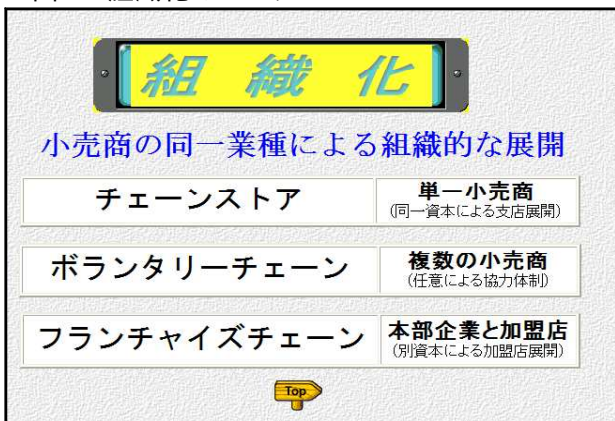 組織化
小売商の同一業種による組織的な展開
チェーンストア
単一小売商
(同一資本による支店展開)
ボランタリーチェーン
複数の小売商
(任意による協力体制)
フランチャイズチェーン
本部企業と加盟店
(別資本による加盟店展開)
Top